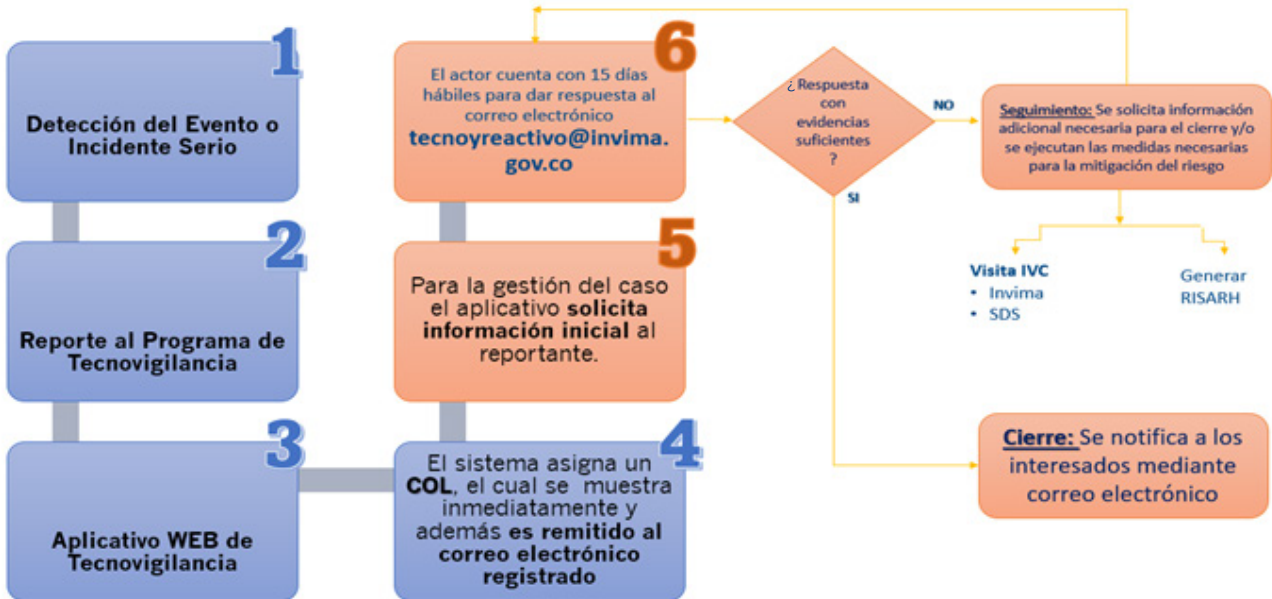 1
Detección del Evento o
Incidente Serio
2
Reporte al Programa de
Tecnovigilancia
3
Aplicativo WEB de
Tecnovigilancia
4
El sistema asigna un
COL, el cual se muestra
inmediatamente y
además es remitido al
correo electrónico
registrado
5
Para la gestión del caso
el aplicativo solicita
información inicial al
reportante.
6
El actor cuenta con 15 días
hábiles para dar respuesta al
correo electrónico
tecnoyreactivo@invima.
gov.co
¿Respuesta
con
evidencias
suficientes
?
NO
SI
Seguimiento: Se solicita información
adicional necesaria para el cierre y/o
se ejecutan las medidas necesarias
para la mitigación del riesgo
Visita IVC
• Invima
• SDS
Generar
RISARH
Cierre: Se notifica a los
interesados mediante
correo electrónico